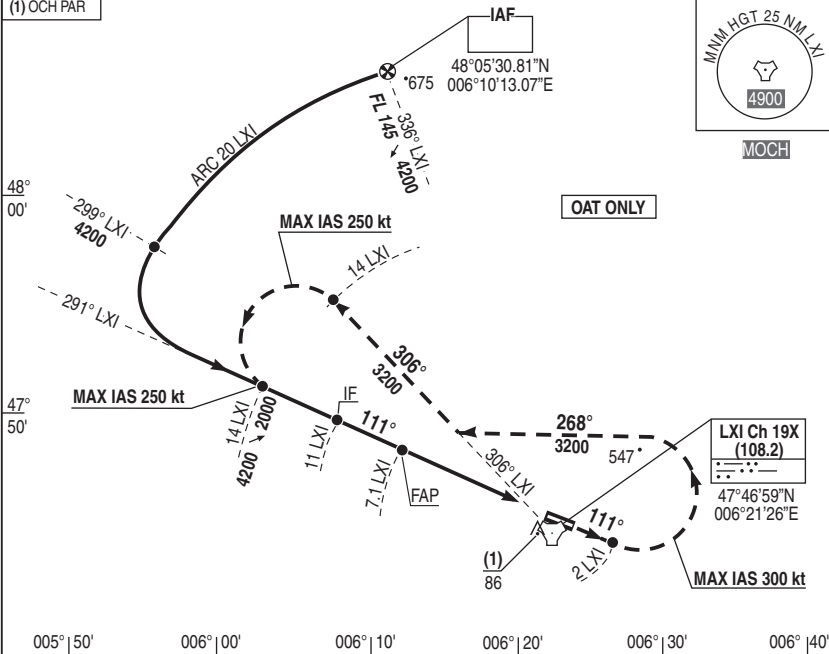 (1) OCH PAR
IAF
48°05'30.81"N
006°10'13.07"E
675
MNM HGT 25 NM LXI
4900
MOCH
ARC 20 LXI
336° LXI
FL 145 4200
48°
00'
OAT ONLY
299° LXI
4200
MAX IAS 250 kt
14 LXI
291° LXI
306°
3200
MAX IAS 250 kt
47°
50'
14 LXI
4200 2000
IF
11 LXI
111°
7.1 LXI
FAP
306° LXI
268°
3200
547
LXI Ch 19X
(108.2)
47°46'59"N
006°21'26"E
111°
(1)
86
2 LXI
MAX IAS 300 kt
005° 50'
006° 00'
006° 10'
006° 20'
006° 30'
006° 40'